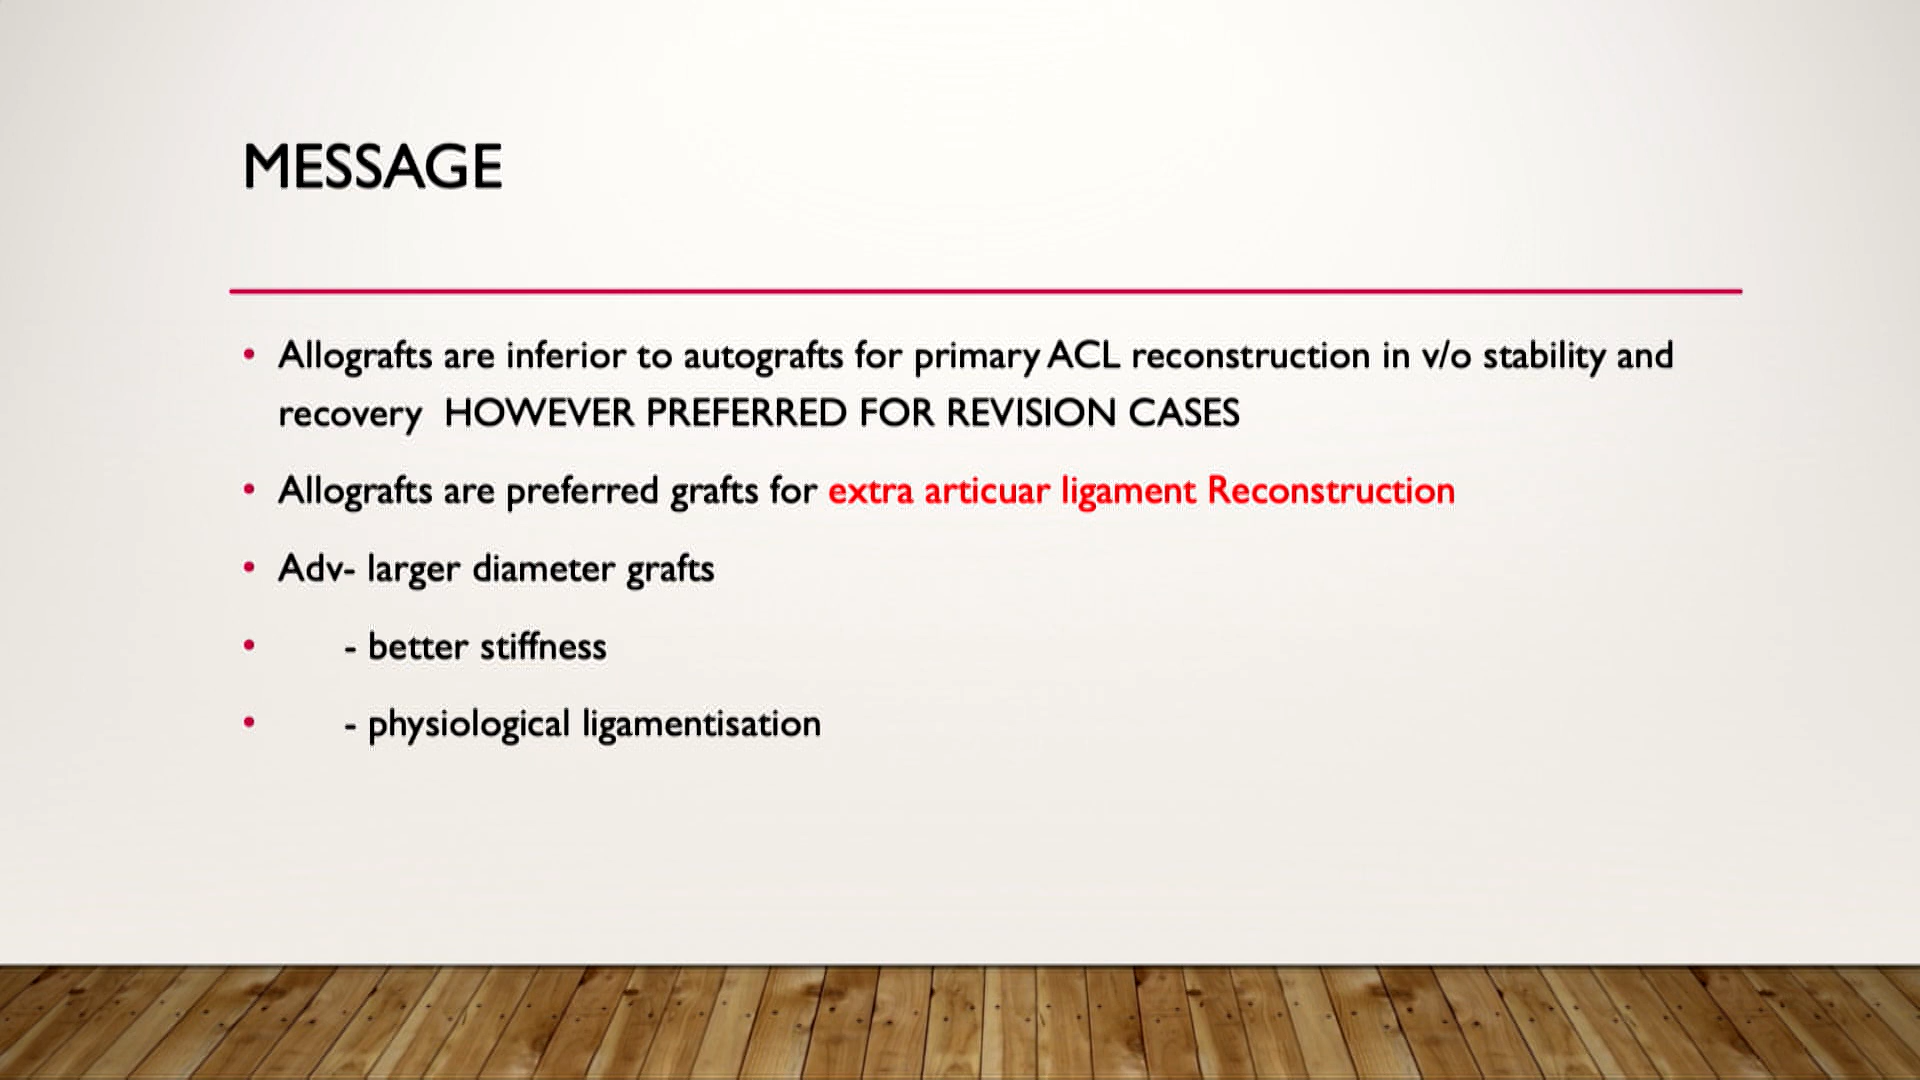 MESSAGE
• Allografts are inferior to autografts for primary ACL reconstruction in v/o stability and
recovery HOWEVER PREFERRED FOR REVISION CASES
• Allografts are preferred grafts for extra articuar ligament Reconstruction
• Adv- larger diameter grafts
• - better stiffness
• - physiological ligamentisation